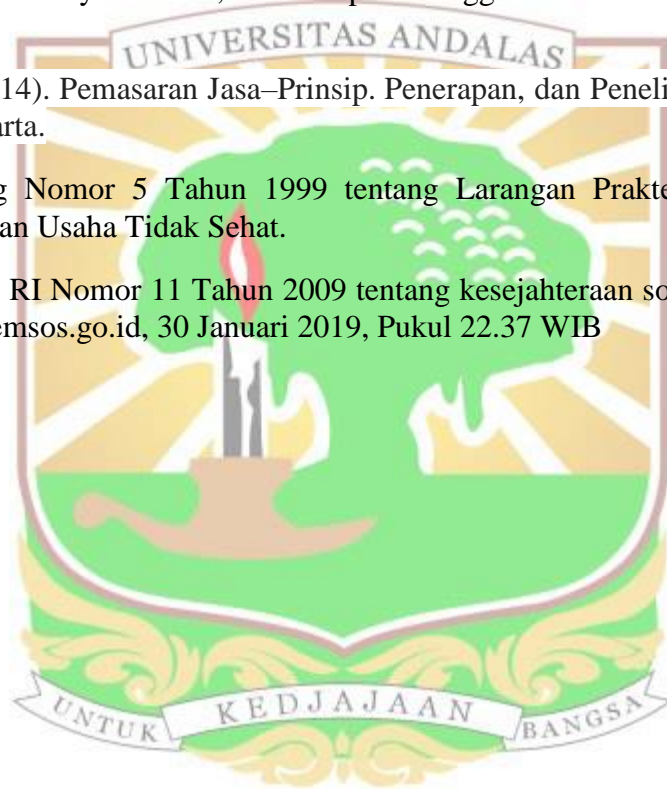 UNIVERSITAS ANDALAS
14). Pemasaran Jasa–Prinsip. Penerapan, dan Peneli
arta.
g Nomor 5 Tahun 1999 tentang Larangan Prakte
an Usaha Tidak Sehat.
RI Nomor 11 Tahun 2009 tentang kesejahteraan so
emsos.go.id, 30 Januari 2019, Pukul 22.37 WIB
UNTUK KEDJAJAAN BANGSA